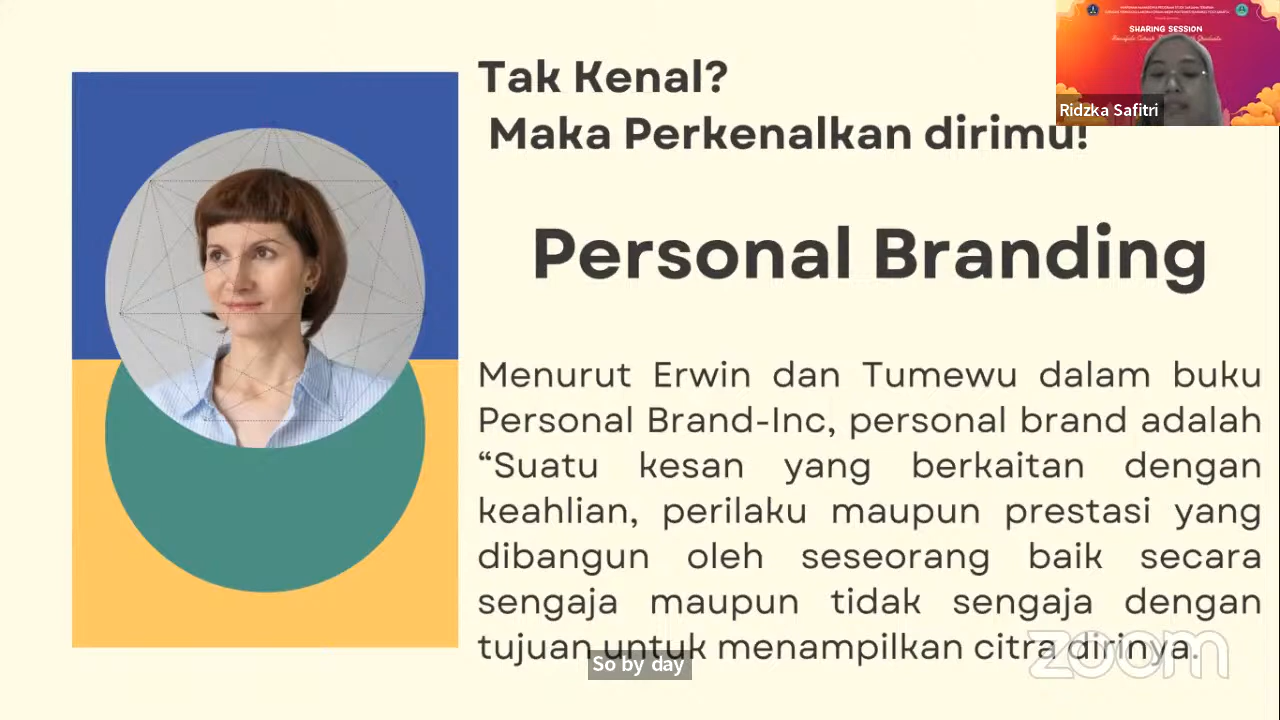 Tak Kenal?
Maka Perkenalkan dirimu!
Personal Branding
Menurut Erwin dan Tumewu dalam buku
Personal Brand-Inc, personal brand adalah
“Suatu kesan yang berkaitan dengan
keahlian, perilaku maupun prestasi yang
dibangun oleh seseorang baik secara
sengaja maupun tidak sengaja dengan
tujuan untuk menampilkan citra dirinya.
So by day
zoom
SHARING SESSION
Ridzka Safitri